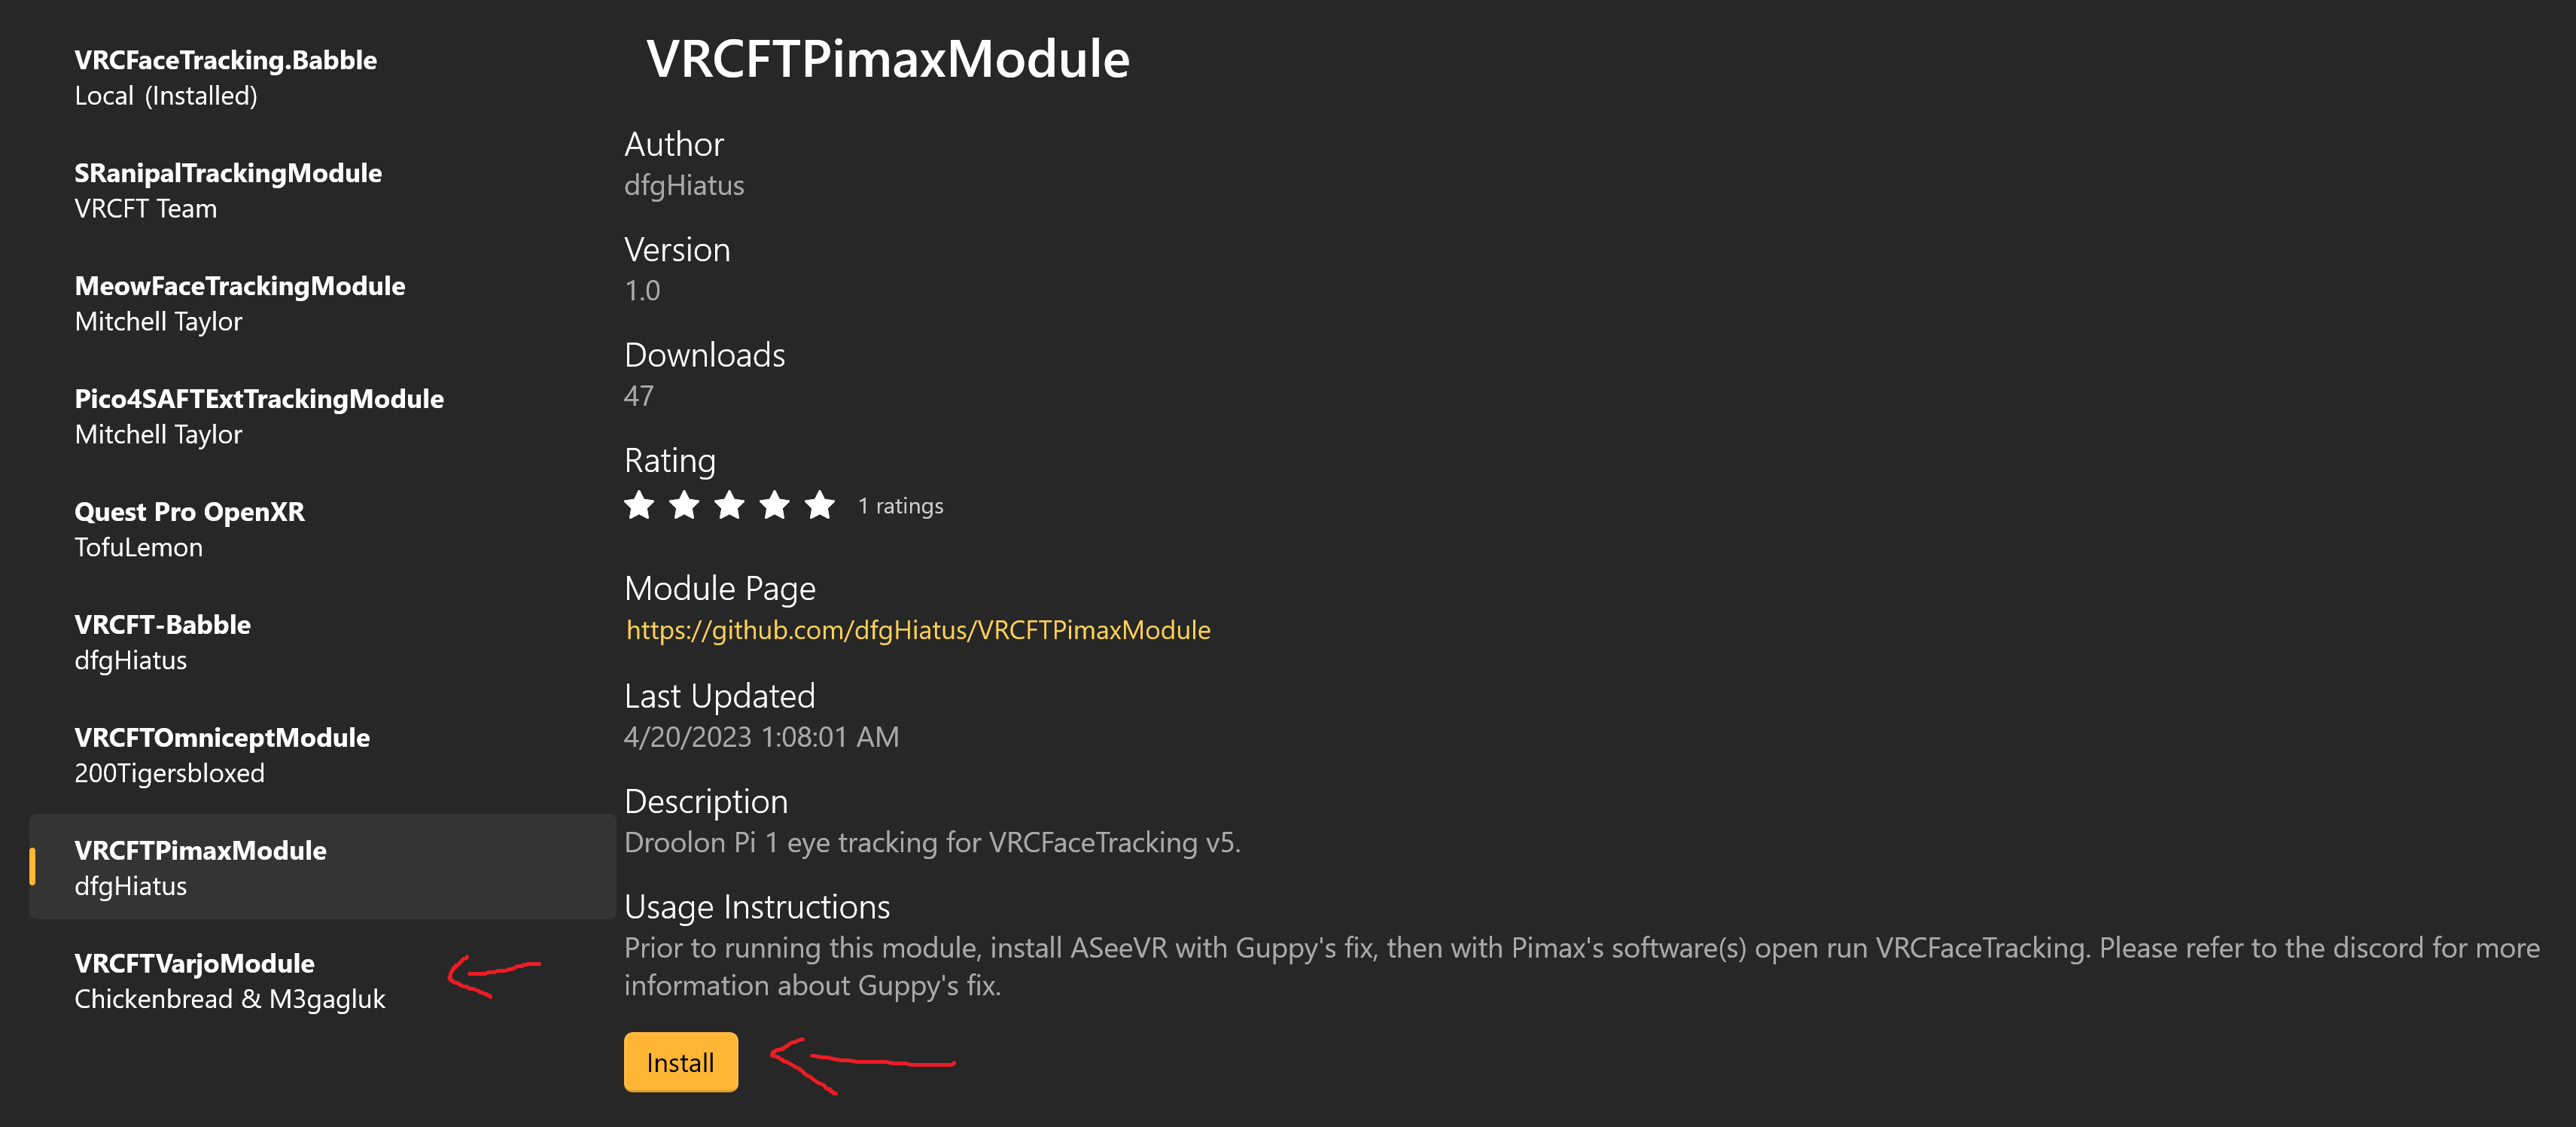 VRCFaceTracking.Babble
Local (Installed)
SRanipalTrackingModule
VRCFT Team
MeowFaceTrackingModule
Mitchell Taylor
Pico4SAFTExtTrackingModule
Mitchell Taylor
Quest Pro OpenXR
TofuLemon
VRCFT-Babble
dfgHiatus
VRCFTOmniceptModule
200Tigersbloxed
VRCFTPimaxModule
dfgHiatus
VRCFTVarjoModule
Chickenbread & M3gagluk
VRCFTPimaxModule
Author
dfgHiatus
Version
1.0
Downloads
47
Rating
1 ratings
Module Page
https://github.com/dfgHiatus/VRCFTPimaxModule
Last Updated
4/20/2023 1:08:01 AM
Description
Droolon Pi 1 eye tracking for VRCFaceTracking v5.
Usage Instructions
Prior to running this module, install ASeeVR with Guppy's fix, then with Pimax's software(s) open run VRCFaceTracking. Please refer to the discord for more
information about Guppy's fix.
Install